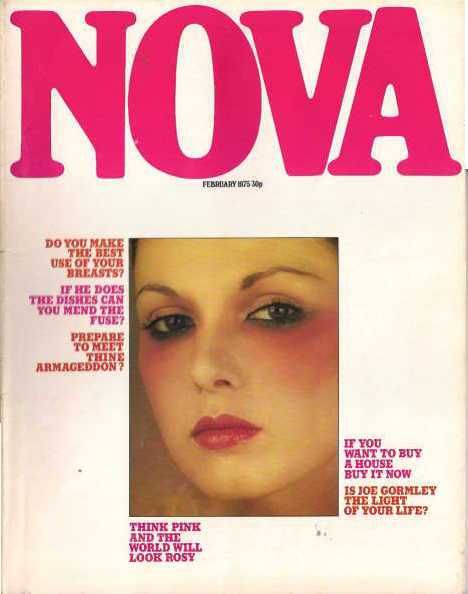 NOVA
FEBRUARY 1975 30p
DO YOU MAKE
THE BEST
USE OF YOUR
BREASTS?
IF HE DOES
THE DISHES CAN
YOU MEND THE
FUSE?
PREPARE
TO MEET
THINE
ARMAGEDDON?
IF YOU
WANT TO BUY
A HOUSE
BUY IT NOW
IS JOE GORMLEY
THE LIGHT
OF YOUR LIFE?
THINK PINK
AND THE
WORLD WILL
LOOK ROSY